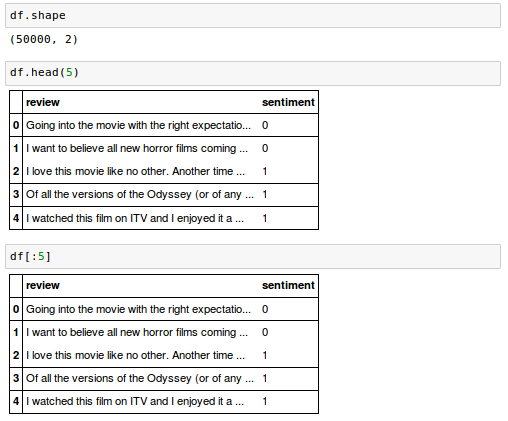 df.shape
(50000, 2)
df.head(5)
review sentiment
0 Going into the movie with the right expectatio... 0
1 I want to believe all new horror films coming ... 0
2 I love this movie like no other. Another time ... 1
3 Of all the versions of the Odyssey (or of any ... 1
4 I watched this film on ITV and I enjoyed it a ... 1
df[:5]
review sentiment
0 Going into the movie with the right expectatio... 0
1 I want to believe all new horror films coming ... 0
2 I love this movie like no other. Another time ... 1
3 Of all the versions of the Odyssey (or of any ... 1
4 I watched this film on ITV and I enjoyed it a ... 1